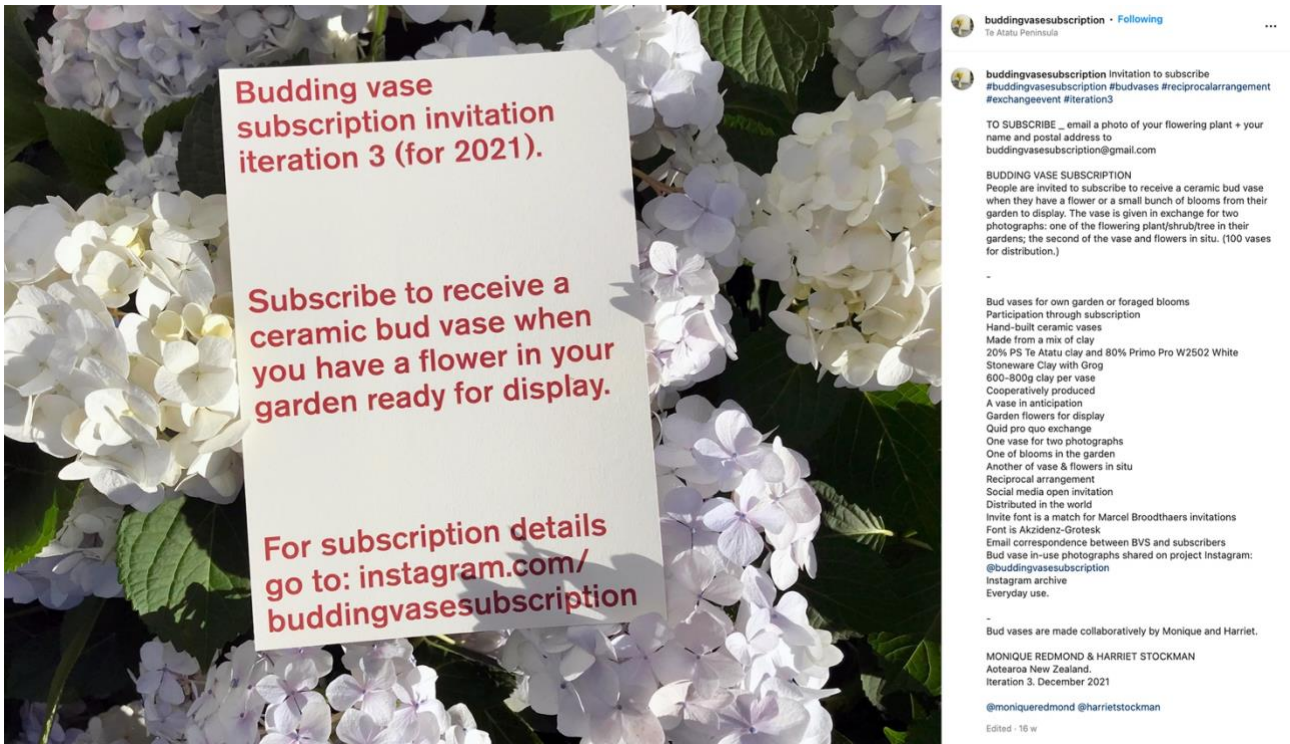 Budding vase
subscription invitation
iteration 3 (for 2021).
Subscribe to receive a
ceramic bud vase when
you have a flower in your
garden ready for display.
For subscription details
go to: instagram.com/
buddingvasesubscription
buddingvasesubscription • Following
Te Atatu Peninsula
buddingvasesubscription Invitation to subscribe
#buddingvasesubscription #budvases #reciprocalarrangement
#exchangeevent #iteration3
TO SUBSCRIBE _ email a photo of your flowering plant + your
name and postal address to
buddingvasesubscription@gmail.com
BUDDING VASE SUBSCRIPTION
People are invited to subscribe to receive a ceramic bud vase
when they have a flower or a small bunch of blooms from their
garden to display. The vase is given in exchange for two
photographs: one of the flowering plant/shrub/tree in their
gardens; the second of the vase and flowers in situ. (100 vases
for distribution.)
-
Bud vases for own garden or foraged blooms
Participation through subscription
Hand-built ceramic vases
Made from a mix of clay
20% PS Te Atatu clay and 80% Primo Pro W2502 White
Stoneware Clay with Grog
600-800g clay per vase
Cooperatively produced
A vase in anticipation
Garden flowers for display
Quid pro quo exchange
One vase for two photographs
One of blooms in the garden
Another of vase & flowers in situ
Reciprocal arrangement
Social media open invitation
Distributed in the world
Invite font is a match for Marcel Broodthaers invitations
Font is Akzidenz-Grotesk
Email correspondence between BVS and subscribers
Bud vase in-use photographs shared on project Instagram:
@buddingvasesubscription
Instagram archive
Everyday use.
-
Bud vases are made collaboratively by Monique and Harriet.
MONIQUE REDMOND & HARRIET STOCKMAN
Aotearoa New Zealand.
Iteration 3. December 2021
@moniqueredmond @harrietstockman
Edited · 16 w